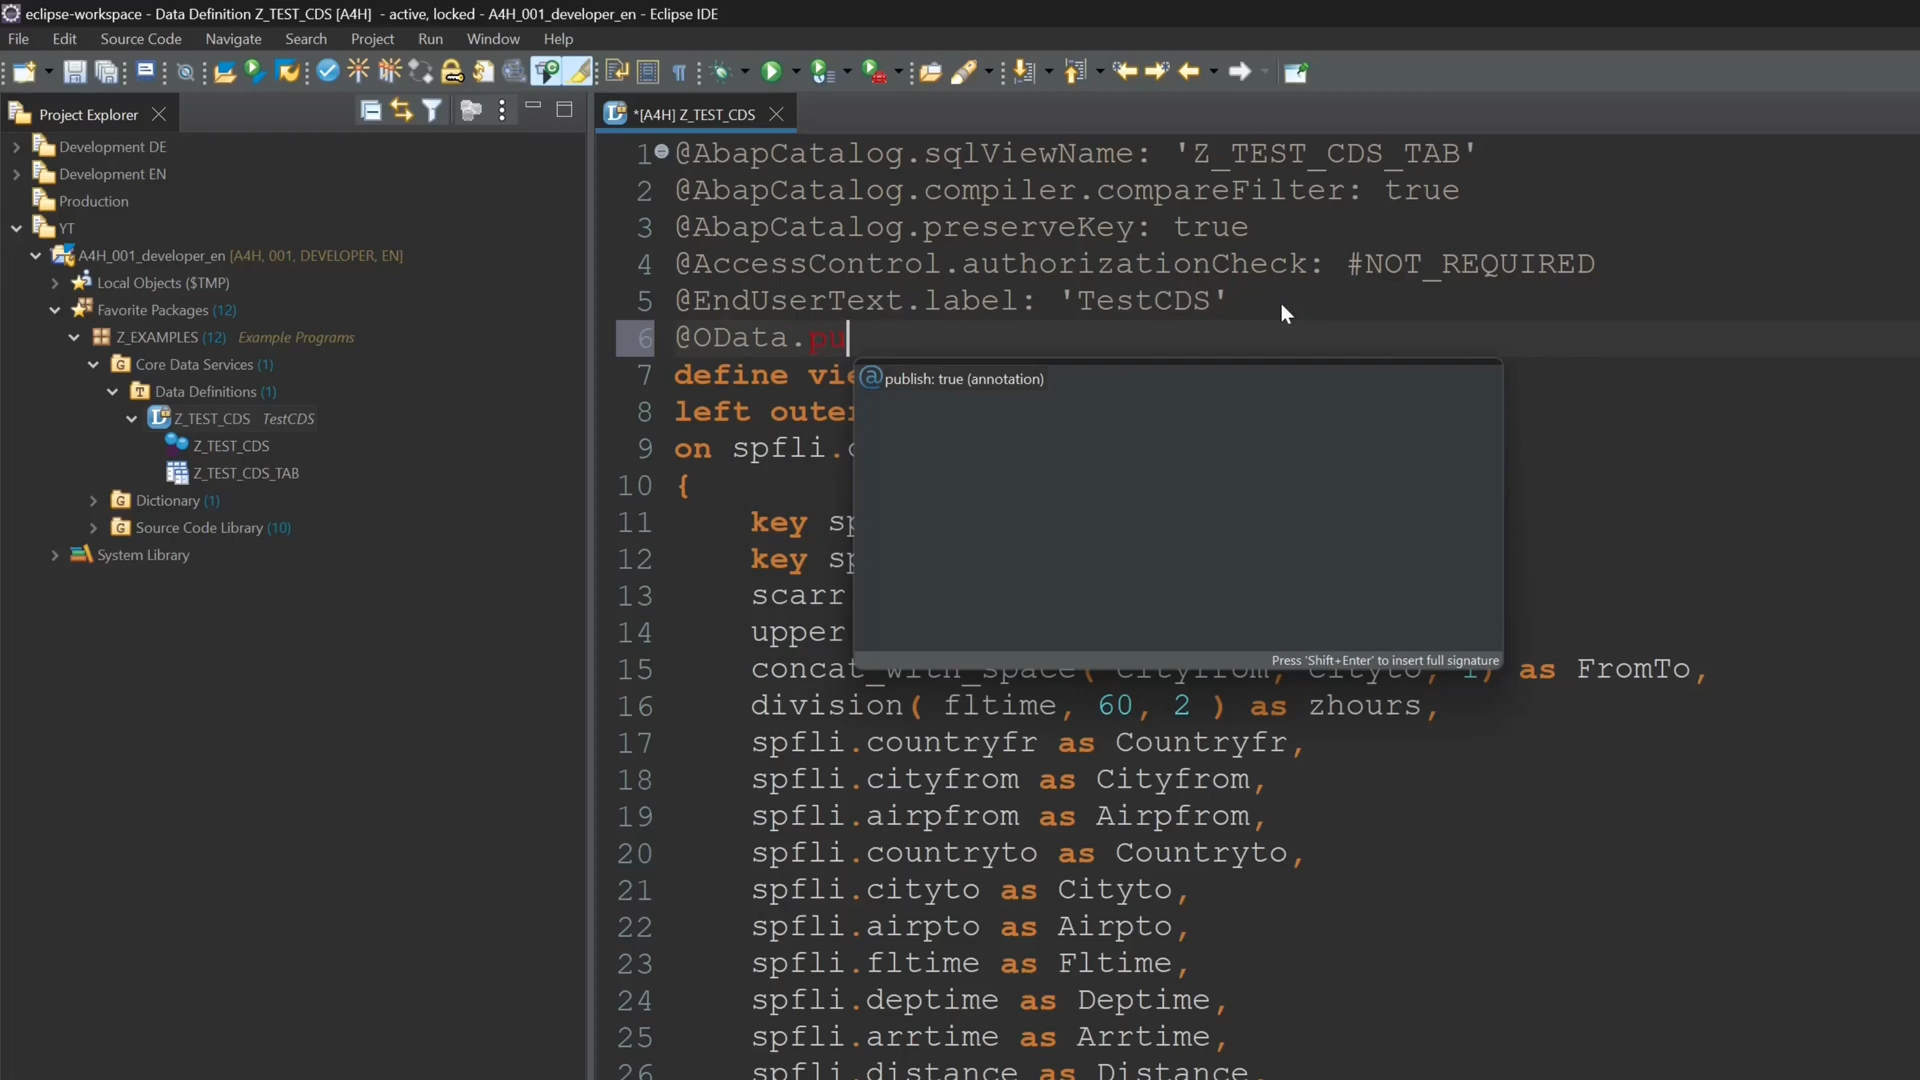 eclipse-workspace - Data Definition Z_TEST_CDS [A4H] - active, locked - A4H_001_developer_en - Eclipse IDE
File Edit Source Code Navigate Search Project Run Window Help
Project Explorer
*[A4H] Z_TEST_CDS
Development DE
Development EN
Production
YT
A4H_001_developer_en [A4H, 001, DEVELOPER, EN]
Local Objects ($TMP)
Favorite Packages (12)
Z_EXAMPLES (12) Example Programs
Core Data Services (1)
Data Definitions (1)
Z_TEST_CDS TestCDS
Z_TEST_CDS
Z_TEST_CDS_TAB
Dictionary (1)
Source Code Library (10)
System Library
1 @AbapCatalog.sqlViewName: 'Z_TEST_CDS_TAB'
2 @AbapCatalog.compiler.compareFilter: true
3 @AbapCatalog.preserveKey: true
4 @AccessControl.authorizationCheck: #NOT_REQUIRED
5 @EndUserText.label: 'TestCDS'
6 @OData.pu
7 define vie
8 left oute
9 on spfli.
10 {
11 key sp
12 key sp
13 scarr
14 upper
15 concat_with_space( cityfrom, cityto, 1) as FromTo,
16 division( fltime, 60, 2 ) as zhours,
17 spfli.countryfr as Countryfr,
18 spfli.cityfrom as Cityfrom,
19 spfli.airpfrom as Airpfrom,
20 spfli.countryto as Countryto,
21 spfli.cityto as Cityto,
22 spfli.airpto as Airpto,
23 spfli.fltime as Fltime,
24 spfli.deptime as Deptime,
25 spfli.arrtime as Arrtime,
26 spfli.distance as Distance,
publish: true (annotation)
Press 'Shift+Enter' to insert full signature